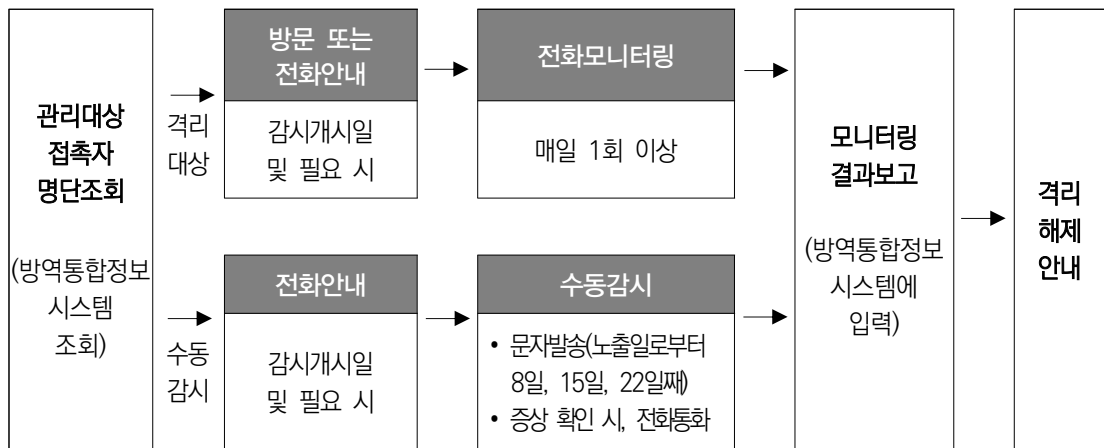 관리대상
접촉자
명단조회
(방역통합정보
시스템
조회)
격리
대상
방문 또는
전화안내
감시개시일
및 필요 시
전화모니터링
매일 1회 이상
수동
감시
전화안내
감시개시일
및 필요 시
수동감시
• 문자발송(노출일로부터
8일, 15일, 22일째)
• 증상 확인 시, 전화통화
모니터링
결과보고
(방역통합정보
시스템에
입력)
격리
해제
안내